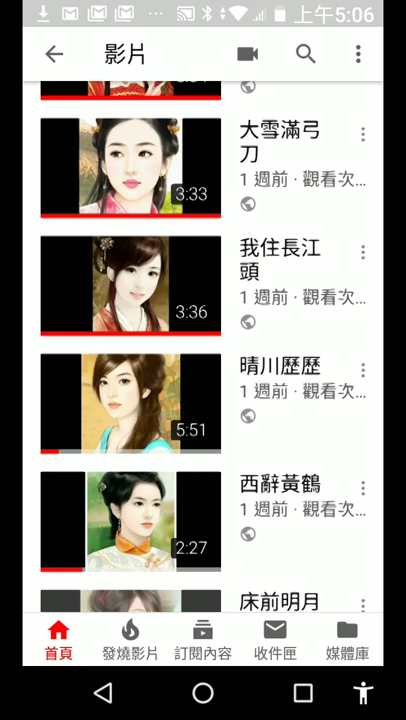 上午5:06
影片
大雪滿弓
刀
3:33
1 週前 · 觀看次...
我住長江
頭
3:36
1 週前 · 觀看次...
晴川歷歷
5:51
1 週前 · 觀看次...
西辭黃鶴
2:27
1 週前 · 觀看次...
床前明月
首頁
發燒影片
訂閱內容
收件匣
媒體庫